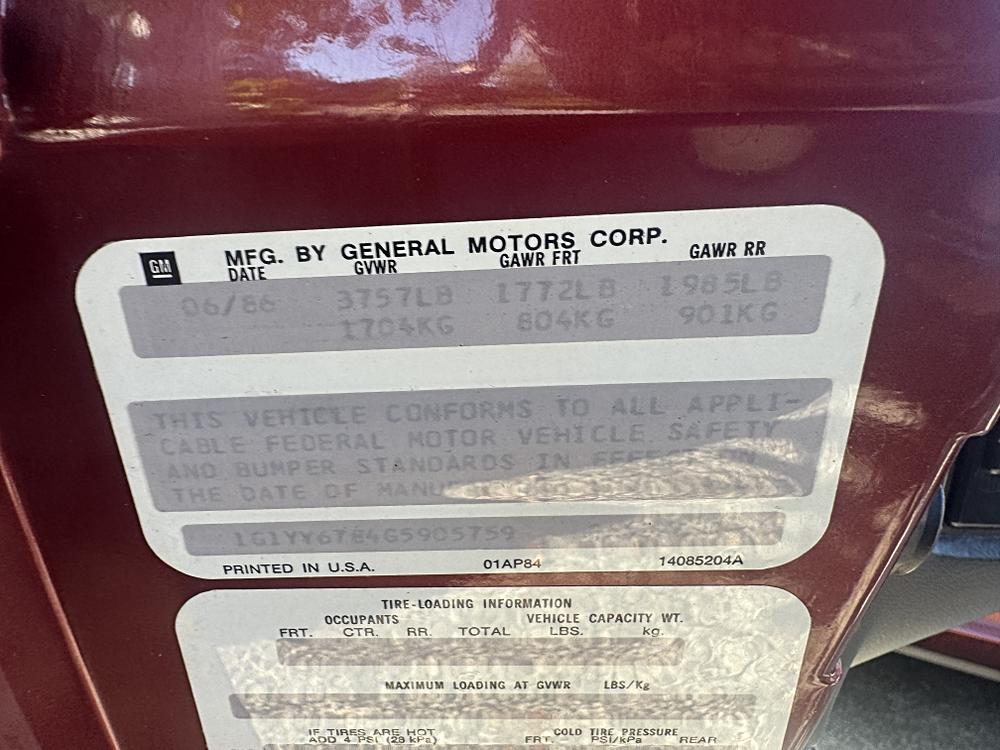 GM MFG. BY GENERAL MOTORS CORP.
DATE GVWR GAWR FRT GAWR RR
06/86 3757LB 1772LB 1985LB
1704KG 804KG 901KG
THIS VEHICLE CONFORMS TO ALL APPLI-
CABLE FEDERAL MOTOR VEHICLE SAFETY
AND BUMPER STANDARDS IN EFFECT ON
THE DATE OF
1G1YY6784G5905759
PRINTED IN U.S.A. 01AP84 14085204A
TIRE-LOADING INFORMATION
OCCUPANTS VEHICLE CAPACITY WT.
FRT. CTR. RR. TOTAL LBS. kg.
MAXIMUM LOADING AT GVWR LBS/Kg
IF TIRES ARE HOT COLD TIRE PRESSURE
ADD 4 PSI (28 kPa) FRT. PSI/kPa REAR